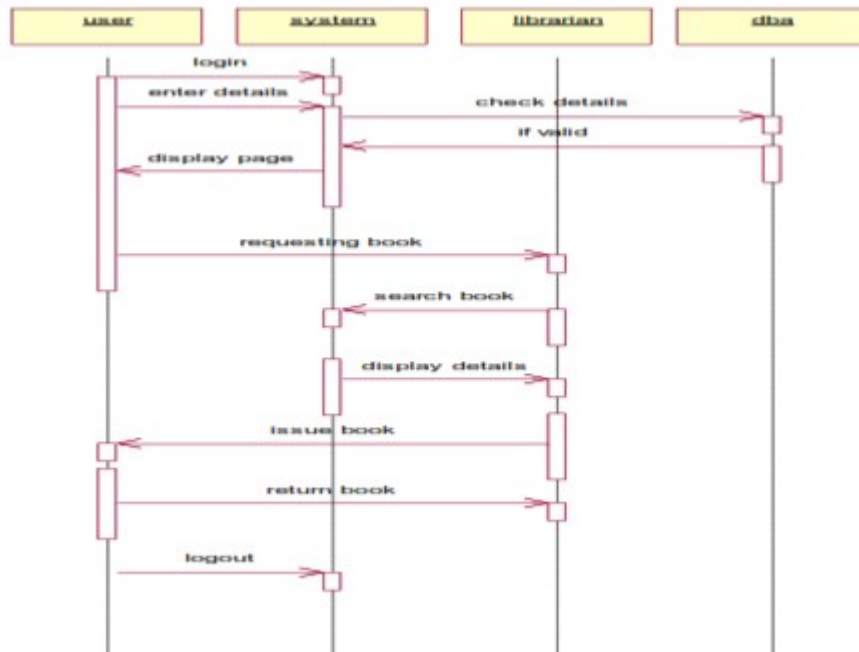 user
system
librarian
dba
login
enter details
check details
if valid
display page
requesting book
search book
display details
issue book
return book
logout